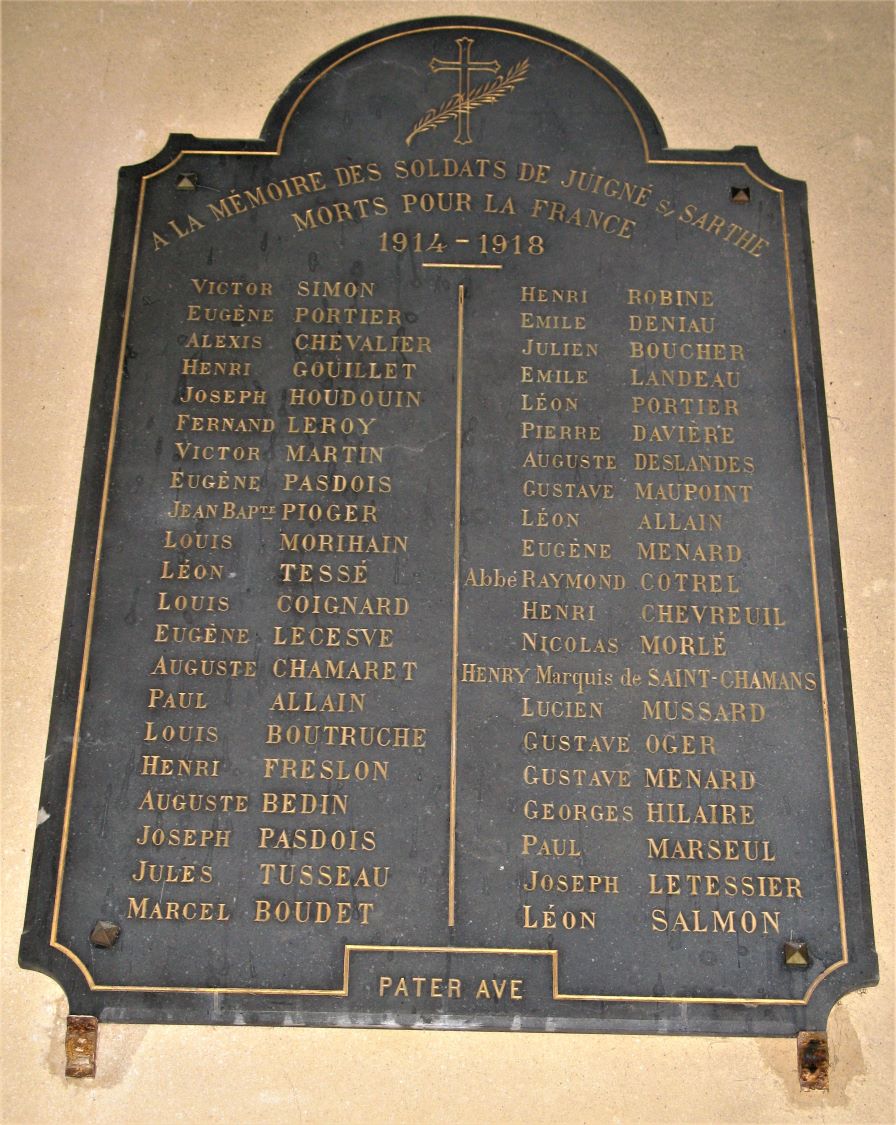 A LA MÉMOIRE DES SOLDATS DE JUIGNÉ S/ SARTHE
MORTS POUR LA FRANCE
1914-1918
VICTOR SIMON
EUGÈNE PORTIER
ALEXIS CHEVALIER
HENRI GOUILLET
JOSEPH HOUDOUIN
FERNAND LEROY
VICTOR MARTIN
EUGÈNE PASDOIS
JEAN BAPTE PIOGER
LOUIS MORIHAIN
LÉON TESSÉ
LOUIS COIGNARD
EUGÈNE LECESVE
AUGUSTE CHAMARET
PAUL ALLAIN
LOUIS BOUTRUCHE
HENRI FRESLON
AUGUSTE BEDIN
JOSEPH PASDOIS
JULES TUSSEAU
MARCEL BOUDET
HENRI ROBINE
EMILE DENIAU
JULIEN BOUCHER
EMILE LANDEAU
LÉON PORTIER
PIERRE DAVIÈRE
AUGUSTE DESLANDES
GUSTAVE MAUPOINT
LÉON ALLAIN
EUGÈNE MENARD
Abbé RAYMOND COTREL
HENRI CHEVREUIL
NICOLAS MORLÉ
HENRY Marquis de SAINT-CHAMANS
LUCIEN MUSSARD
GUSTAVE OGER
GUSTAVE MENARD
GEORGES HILAIRE
PAUL MARSEUL
JOSEPH LETESSIER
LÉON SALMON
PATER AVE